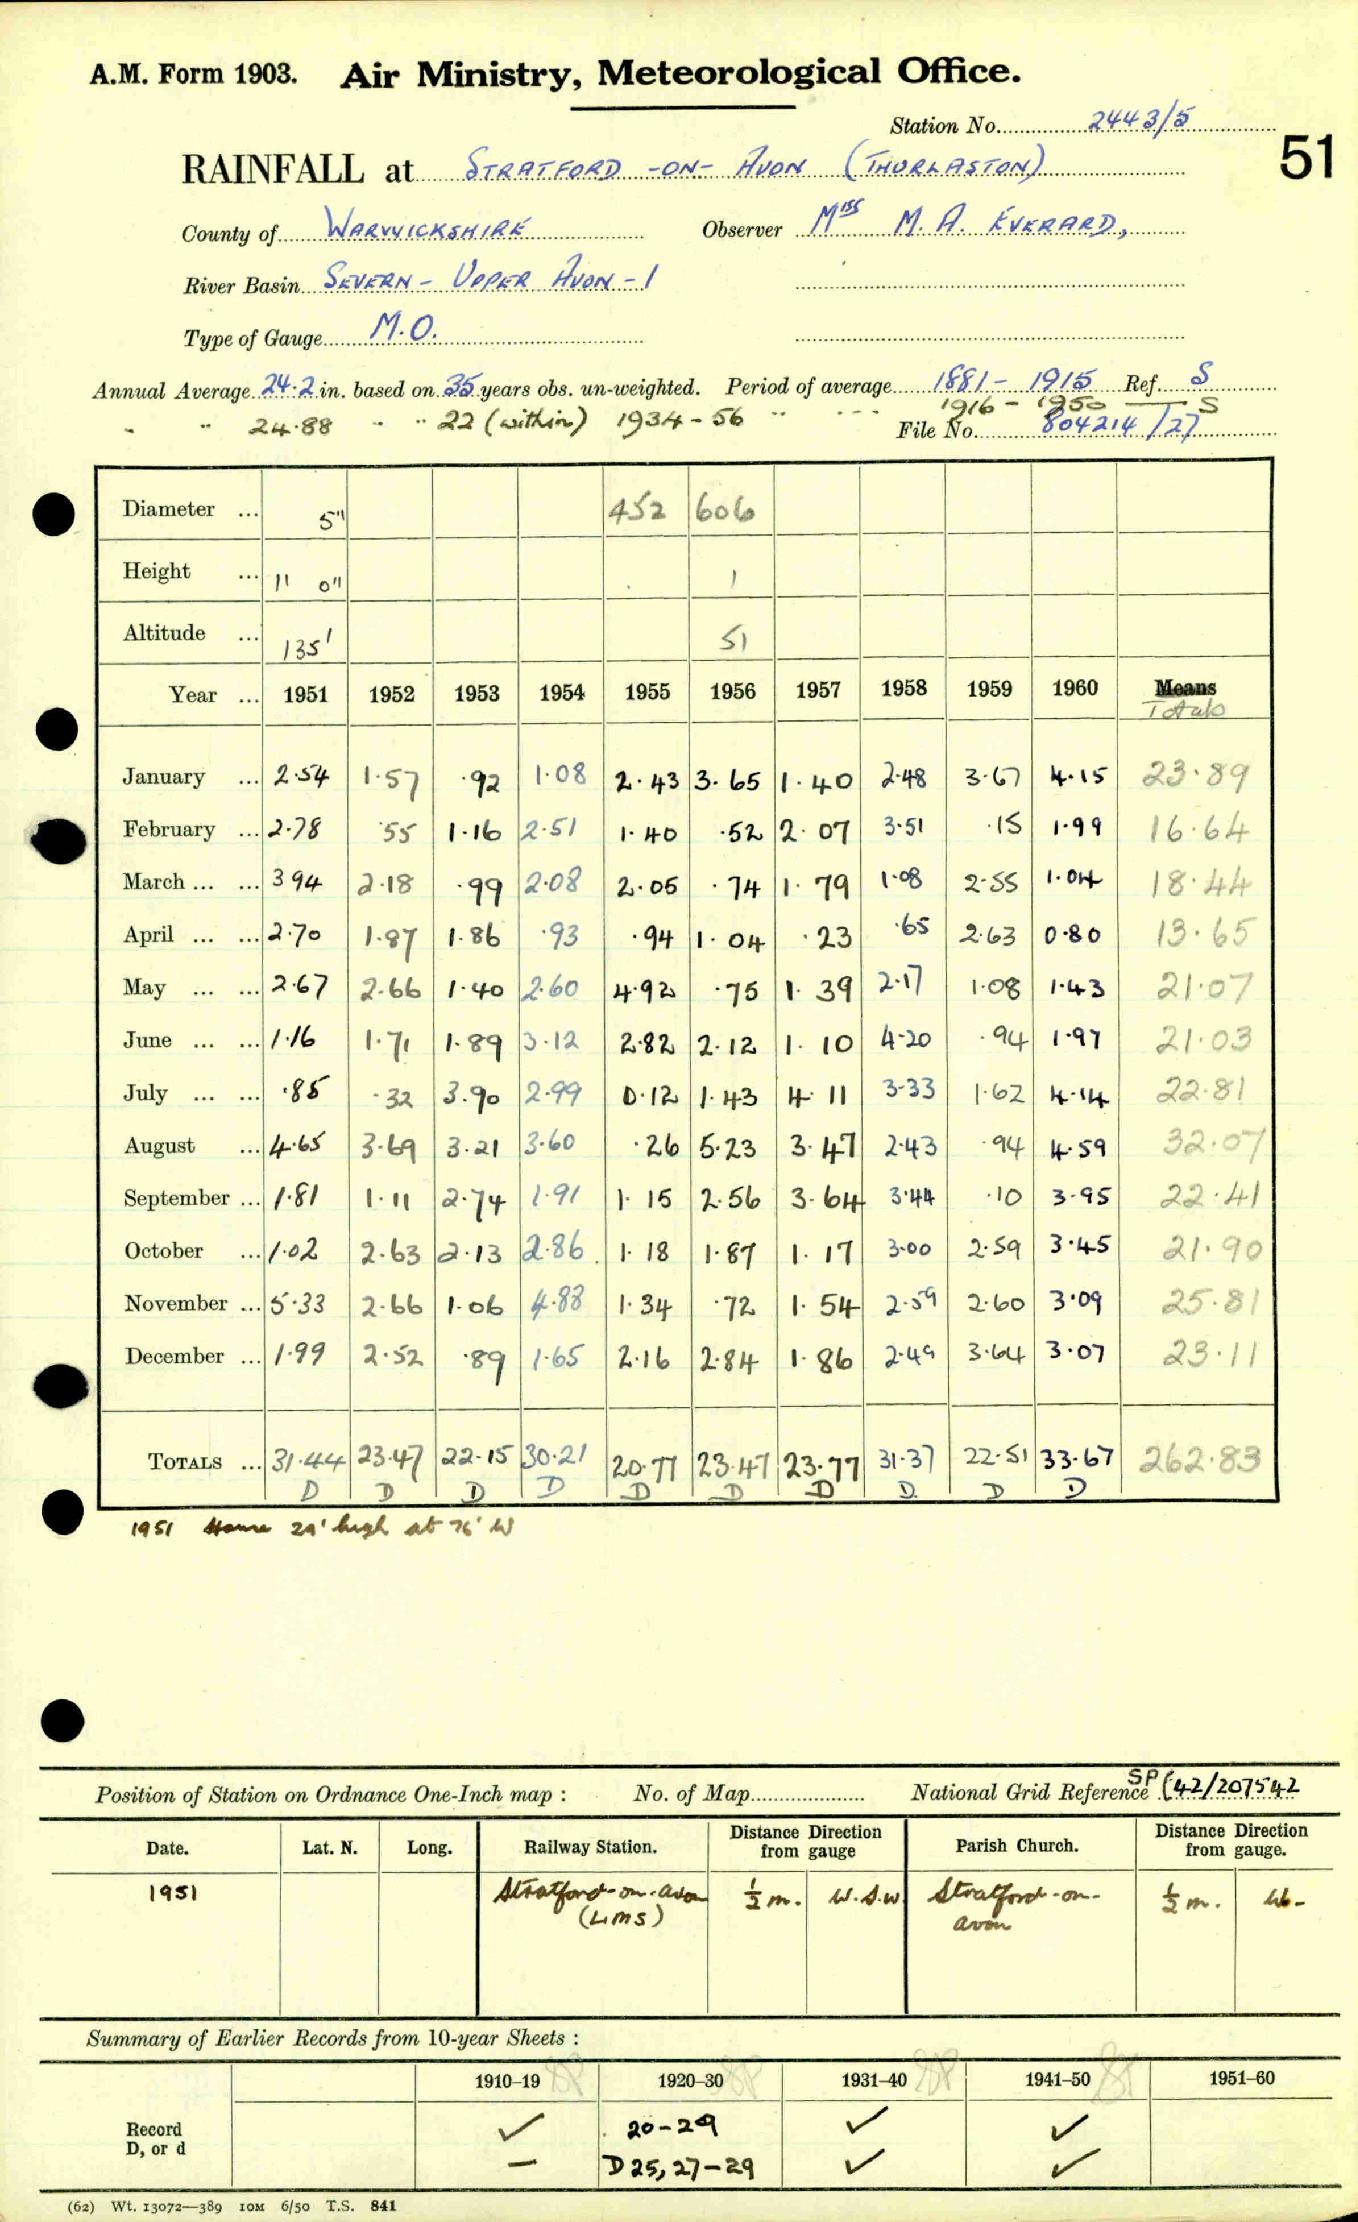 A.M. Form 1903. Air Ministry, Meteorological Office.
Station No. 2443/5
51
RAINFALL at STRATFORD -ON- AVON (THURLASTON)
County of WARWICKSHIRE Observer Miss M. A. EVERARD,
River Basin SEVERN - UPPER AVON - 1
Type of Gauge M.O.
Annual Average 24.2 in. based on 35 years obs. un-weighted. Period of average 1881 - 1915 Ref. S
" " 24.88 " " 22 (within) 1934 - 56 " 1916 - 1950 S
File No. 804214/27
Diameter ... 5" 452 606
Height ... 1' 0" 1
Altitude ... 135' 51
Year ... 1951 1952 1953 1954 1955 1956 1957 1958 1959 1960 Means Totals
January ... 2.54 1.57 .92 1.08 2.43 3.65 1.40 2.48 3.67 4.15 23.89
February ... 2.78 .55 1.16 2.51 1.40 .52 2.07 3.51 .15 1.99 16.64
March ... ... 3 94 2.18 .99 2.08 2.05 .74 1.79 1.08 2.55 1.04 18.44
April ... ... 2.70 1.87 1.86 .93 .94 1.04 .23 .65 2.63 0.80 13.65
May ... ... 2.67 2.66 1.40 2.60 4.92 .75 1.39 2.17 1.08 1.43 21.07
June ... ... 1.16 1.71 1.89 3.12 2.82 2.12 1.10 4.20 .94 1.97 21.03
July ... ... .85 .32 3.90 2.99 0.12 1.43 4.11 3.33 1.62 4.14 22.81
August ... 4.65 3.69 3.21 3.60 .26 5.23 3.47 2.43 .94 4.59 32.07
September ... 1.81 1.11 2.74 1.91 1.15 2.56 3.64 3.44 .10 3.95 22.41
October ... 1.02 2.63 2.13 2.86 1.18 1.87 1.17 3.00 2.59 3.45 21.90
November ... 5.33 2.66 1.06 4.88 1.34 .72 1.54 2.59 2.60 3.09 25.81
December ... 1.99 2.52 .89 1.65 2.16 2.84 1.86 2.49 3.64 3.07 23.11
TOTALS ... 31.44 23.47 22.15 30.21 20.77 23.47 23.77 31.37 22.51 33.67 262.83
D D D D D D D D. D D
1951 House 29' high at 76' W
Position of Station on Ordnance One-Inch map : No. of Map National Grid Reference SP (42/207542
Date. Lat. N. Long. Railway Station. Distance Direction from gauge Parish Church. Distance Direction from gauge.
1951 Stratford-on-Avon (LMS) ½ m. W.S.W Stratford-on-Avon ½ m. W.
Summary of Earlier Records from 10-year Sheets :
1910–19 1920–30 1931–40 1941–50 1951–60
Record ✓ 20-29 ✓ ✓
D, or d — D 25, 27-29 ✓ ✓
(62) Wt. 13072—389 10M 6/50 T.S. 841